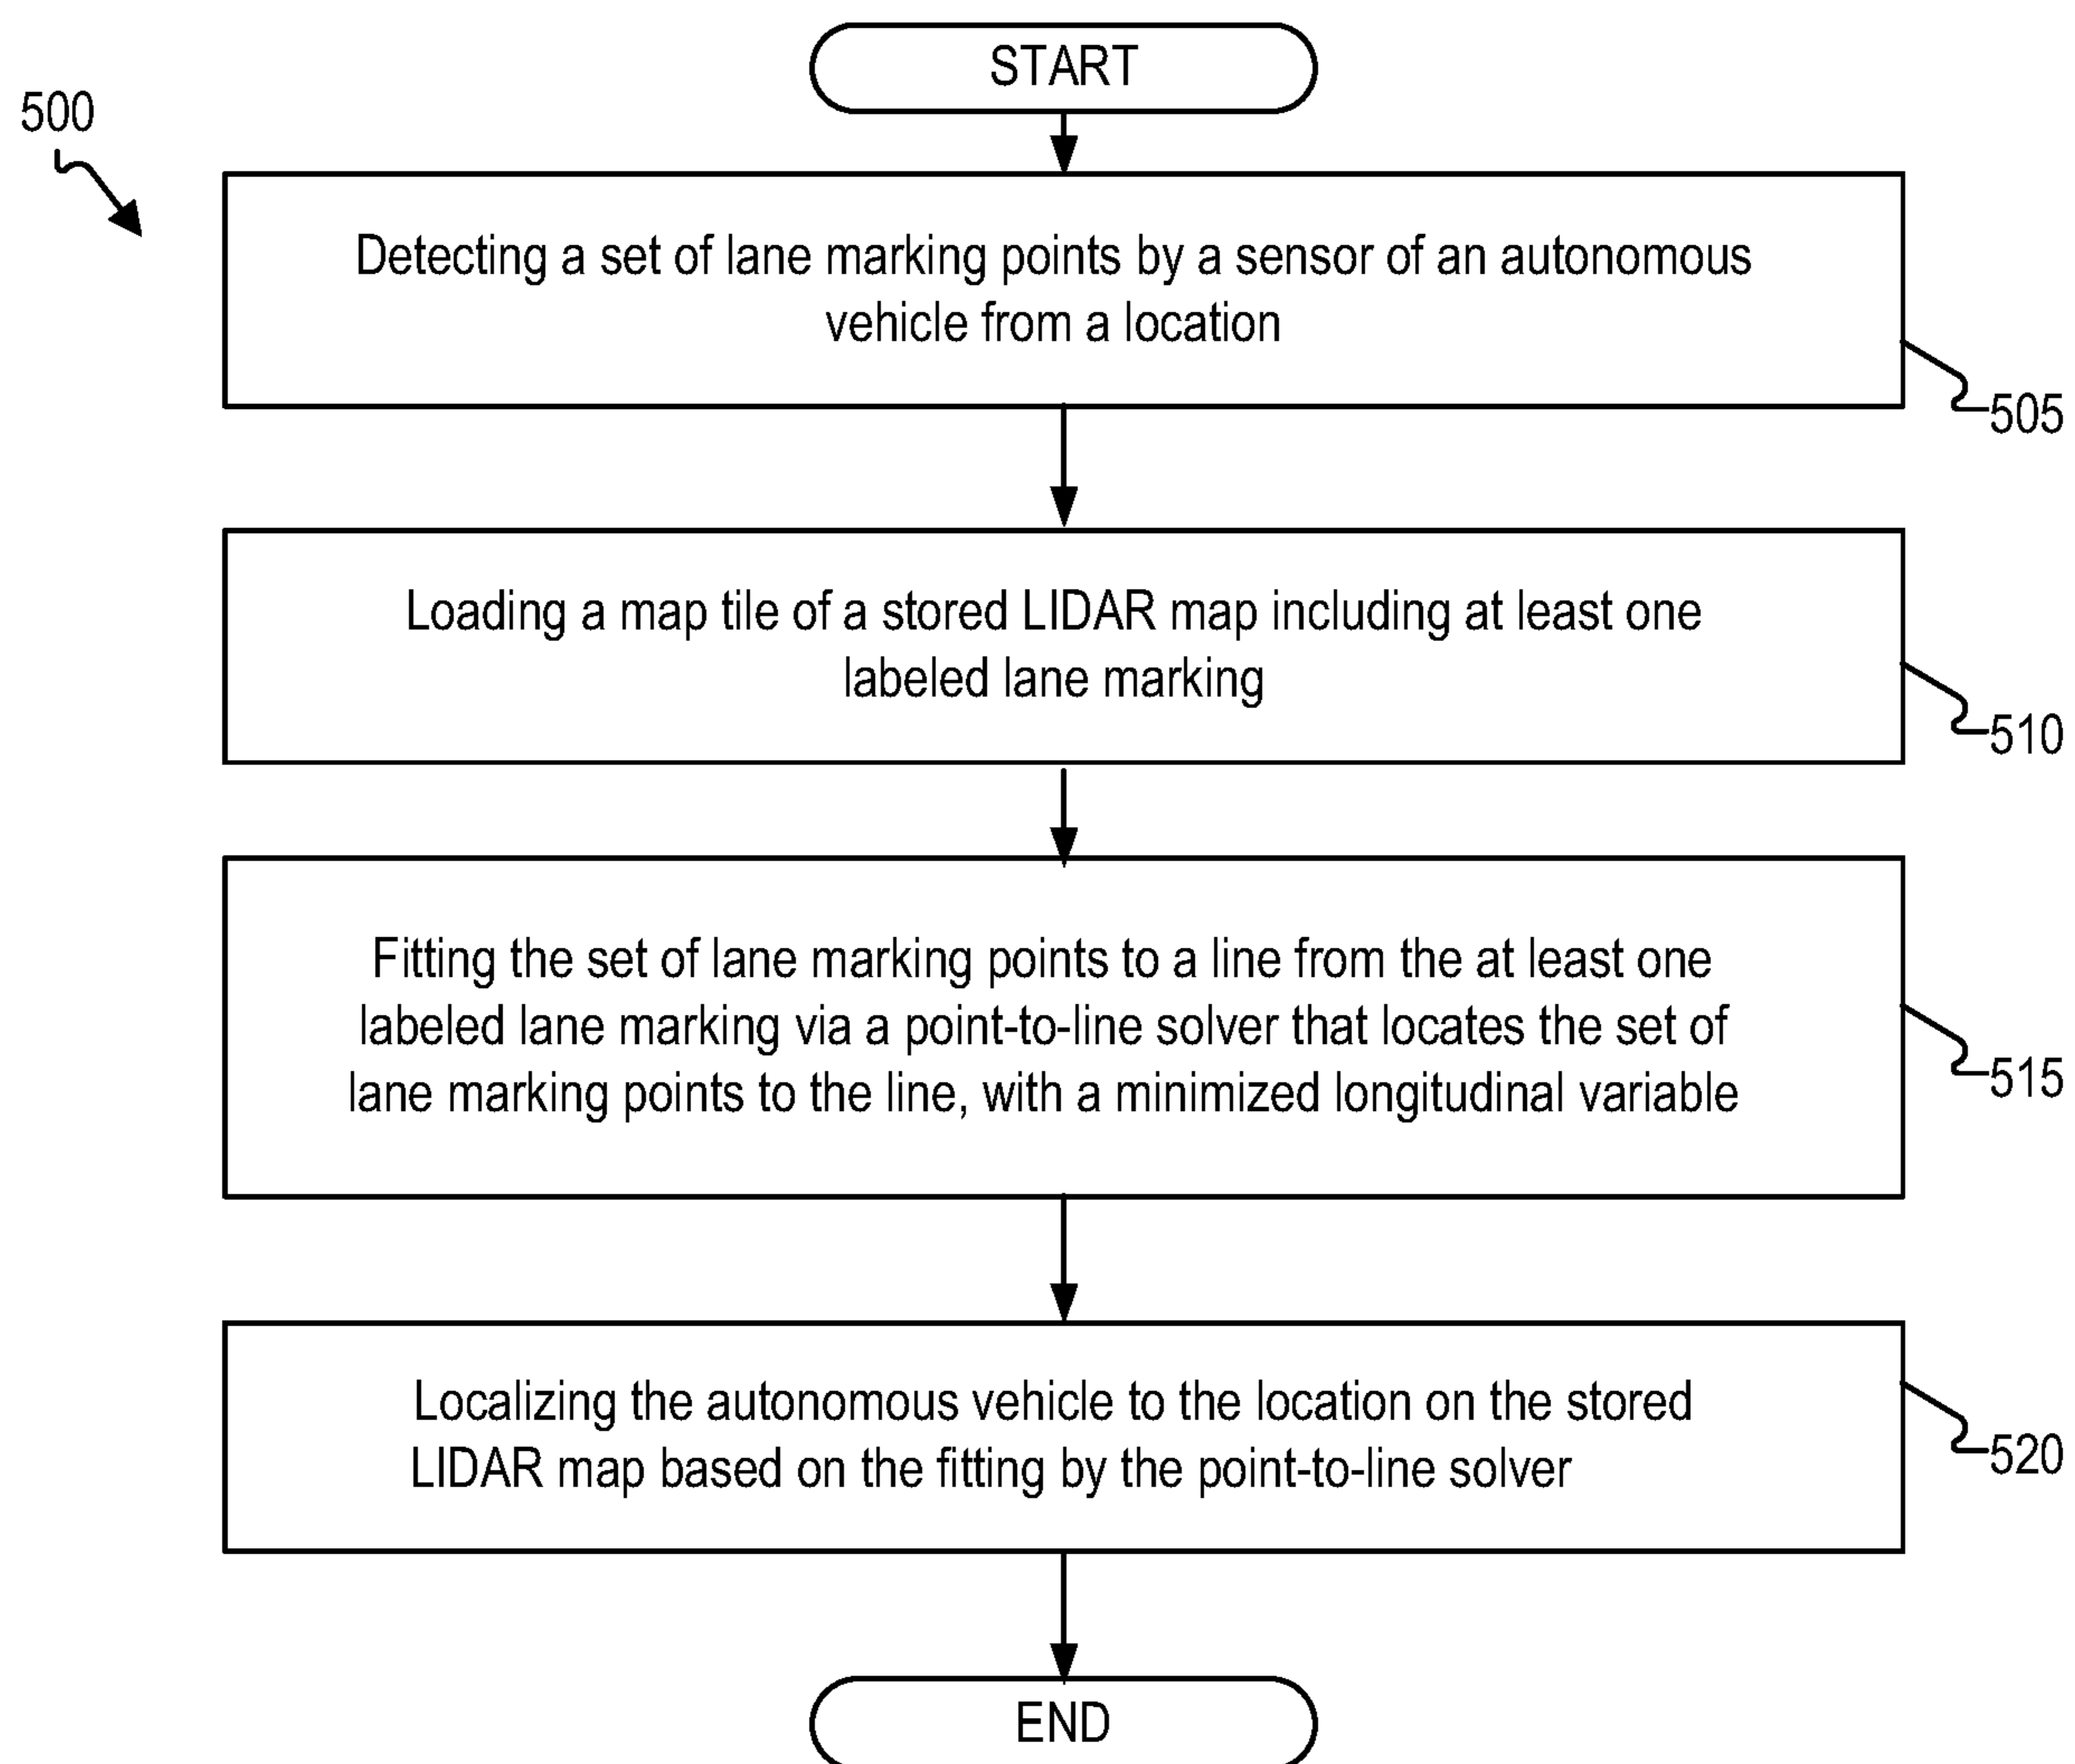 START
500
Detecting a set of lane marking points by a sensor of an autonomous
vehicle from a location
505
Loading a map tile of a stored LIDAR map including at least one
labeled lane marking
510
Fitting the set of lane marking points to a line from the at least one
labeled lane marking via a point-to-line solver that locates the set of
lane marking points to the line, with a minimized longitudinal variable
515
Localizing the autonomous vehicle to the location on the stored
LIDAR map based on the fitting by the point-to-line solver
520
END